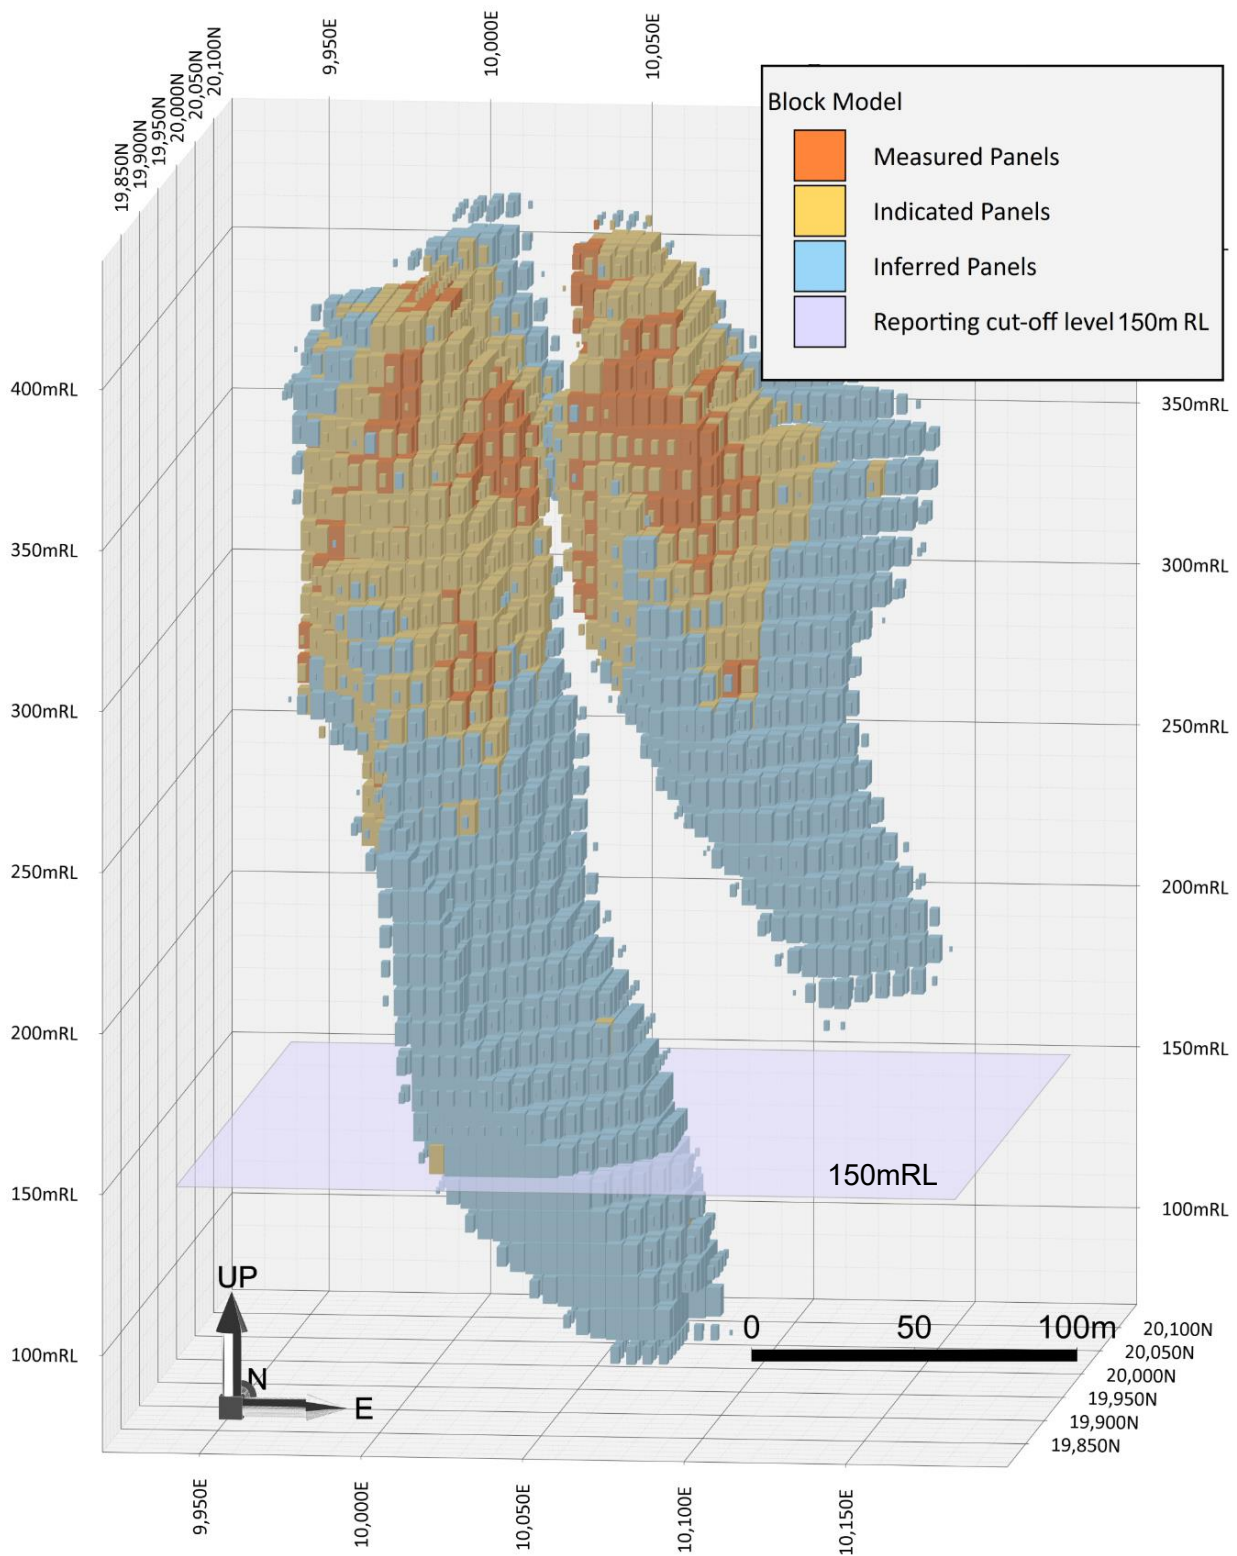 9,950E
10,000E
10,050E
20,100N
20,050N
20,000N
19,950N
19,900N
19,850N
Block Model
Measured Panels
Indicated Panels
Inferred Panels
Reporting cut-off level 150m RL
400mRL
350mRL
300mRL
250mRL
200mRL
150mRL
100mRL
350mRL
300mRL
250mRL
200mRL
150mRL
100mRL
150mRL
UP
N
E
0 50 100m
20,100N
20,050N
20,000N
19,950N
19,900N
19,850N
9,950E
10,000E
10,050E
10,100E
10,150E